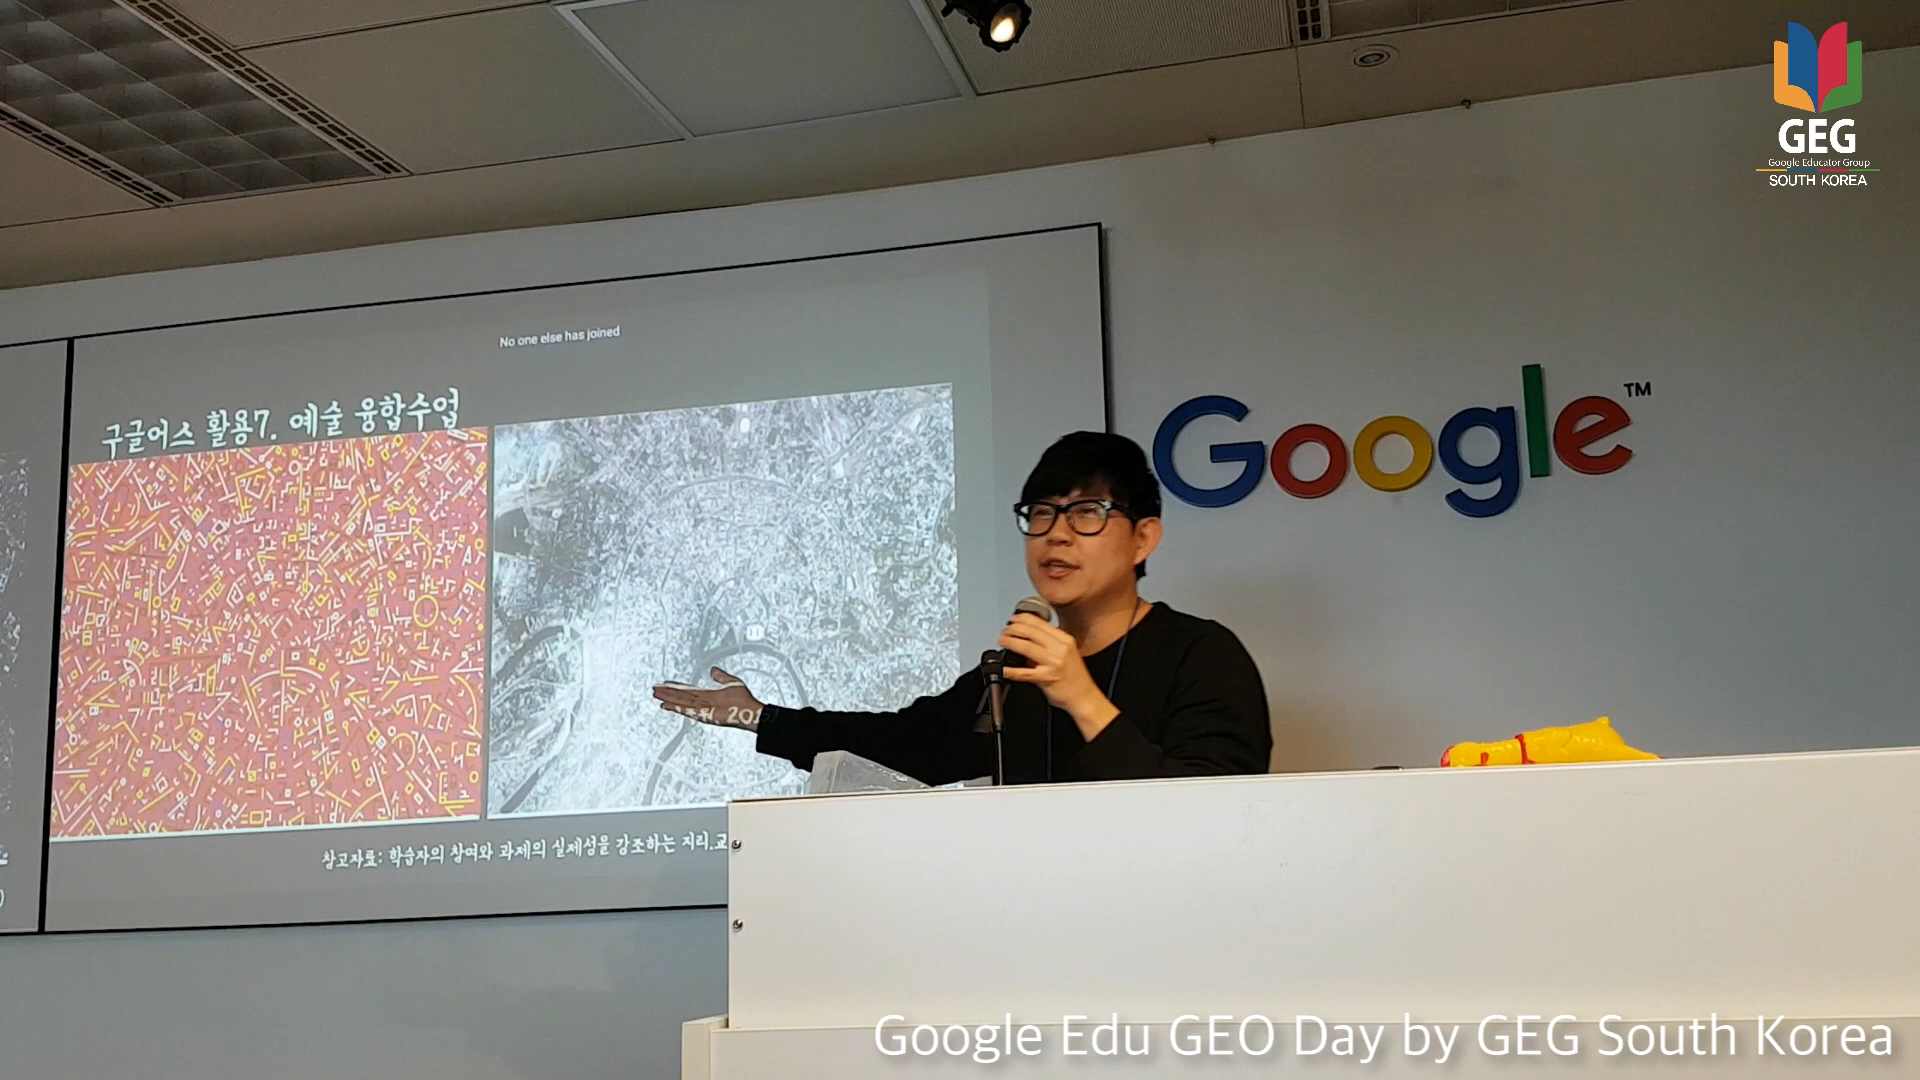 GEG
Google Educator Group
SOUTH KOREA
No one else has joined
구글어스 활용7. 예술 융합수업
Google™
참고자료: 학습자의 참여와 과제의 실제성을 강조하는 지리.교
Google Edu GEO Day by GEG South Korea